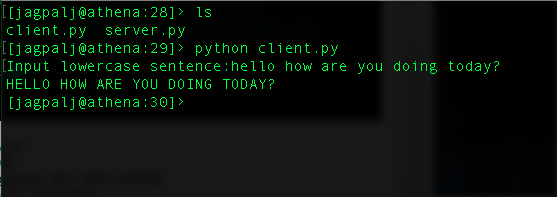 [[jagpalj@athena:28]> ls
client.py  server.py
[[jagpalj@athena:29]> python client.py
[Input lowercase sentence:hello how are you doing today?
HELLO HOW ARE YOU DOING TODAY?
[jagpalj@athena:30]>